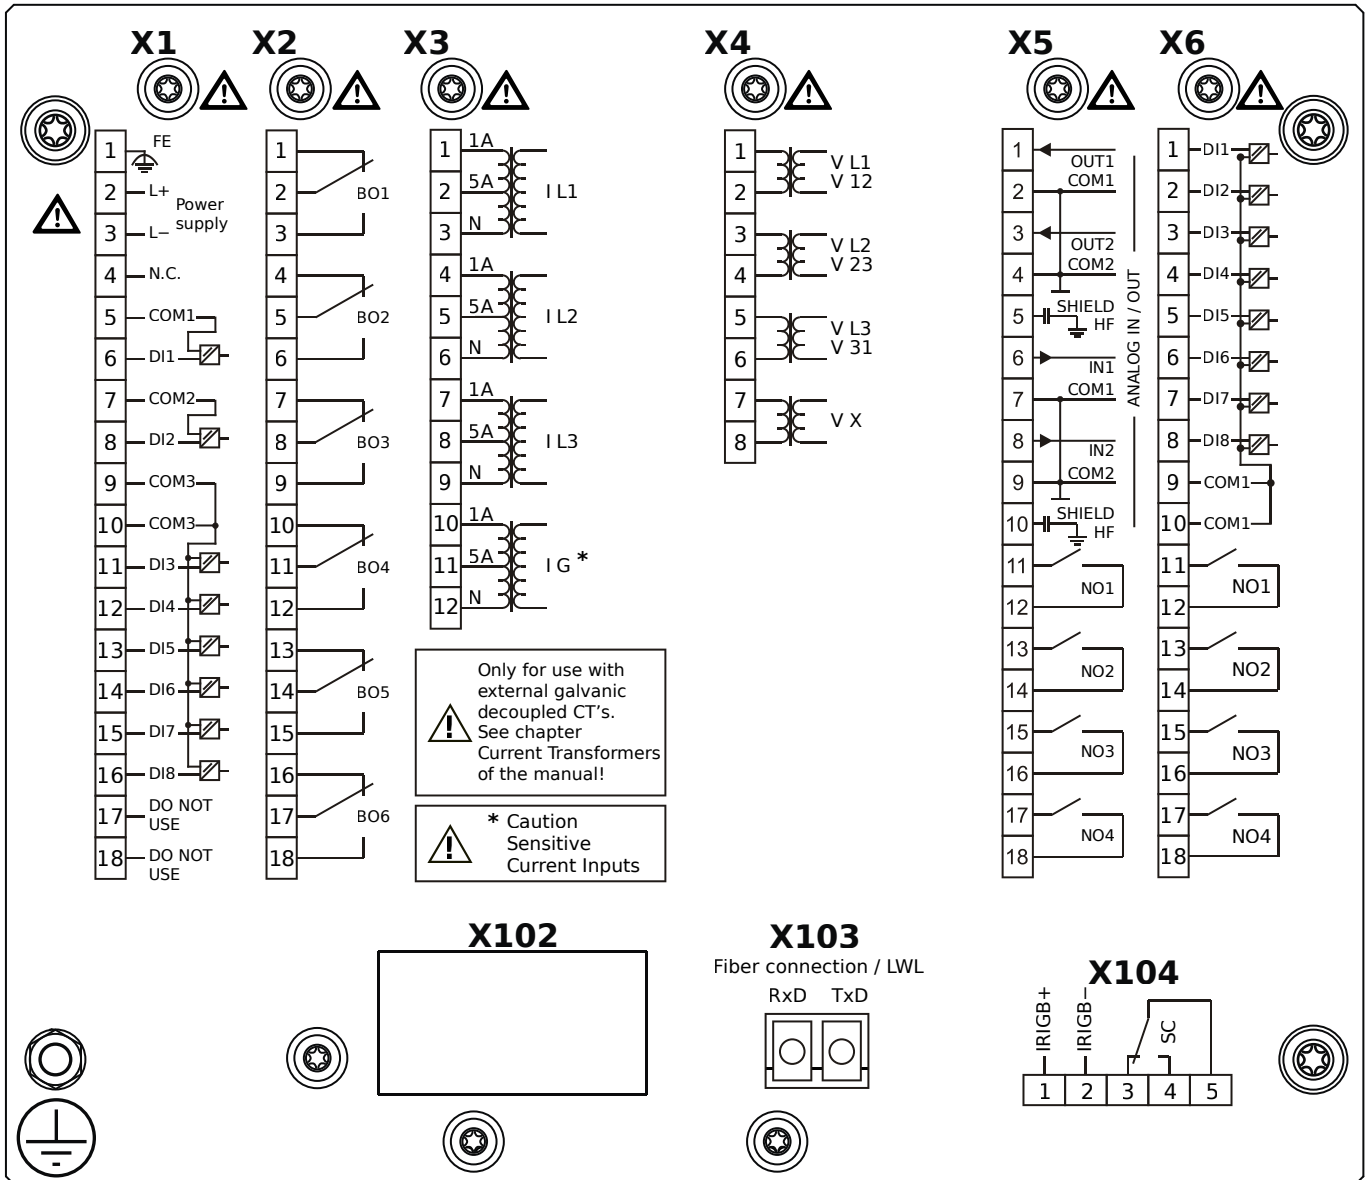 X1 X2 X3 X4 X5 X6
1 FE
2 L+
Power
supply
3 L−
4 N.C.
5 COM1
6 DI1
7 COM2
8 DI2
9 COM3
10 COM3
11 DI3
12 DI4
13 DI5
14 DI6
15 DI7
16 DI8
17 DO NOT
USE
18 DO NOT
USE
1
2 BO1
3
4
5 BO2
6
7
8 BO3
9
10
11 BO4
12
13
14 BO5
15
16
17 BO6
18
1 1A
2 5A I L1
3 N
4 1A
5 5A I L2
6 N
7 1A
8 5A I L3
9 N
10 1A
11 5A I G *
12 N
Only for use with
external galvanic
decoupled CT's.
See chapter
Current Transformers
of the manual!
* Caution
Sensitive
Current Inputs
1 V L1
2 V 12
3 V L2
4 V 23
5 V L3
6 V 31
7 V X
8
1 OUT1
2 COM1
3 OUT2
4 COM2
5 SHIELD
HF
6 IN1
7 COM1
8 IN2
9 COM2
10 SHIELD
HF
ANALOG IN / OUT
11 NO1
12
13 NO2
14
15 NO3
16
17 NO4
18
1 DI1
2 DI2
3 DI3
4 DI4
5 DI5
6 DI6
7 DI7
8 DI8
9 COM1
10 COM1
11 NO1
12
13 NO2
14
15 NO3
16
17 NO4
18
X102
X103
Fiber connection / LWL
RxD TxD
X104
IRIGB+
IRIGB−
SC
1 2 3 4 5